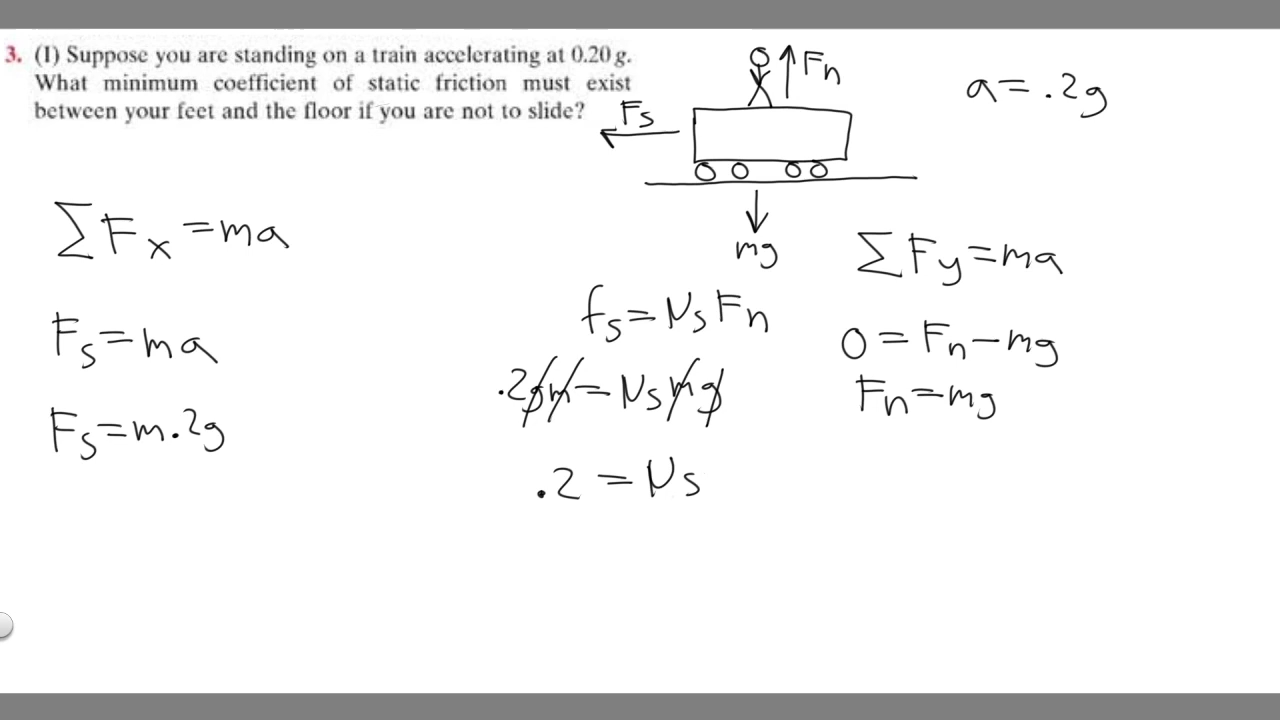 3. (I) Suppose you are standing on a train accelerating at 0.20 g.
What minimum coefficient of static friction must exist
between your feet and the floor if you are not to slide?
Fn
a = .2g
Fs
mg
ΣFx = ma
Fs = ma
Fs = m.2g
fs = μs Fn
.2gm = μs mg
.2 = μs
ΣFy = ma
0 = Fn - mg
Fn = mg